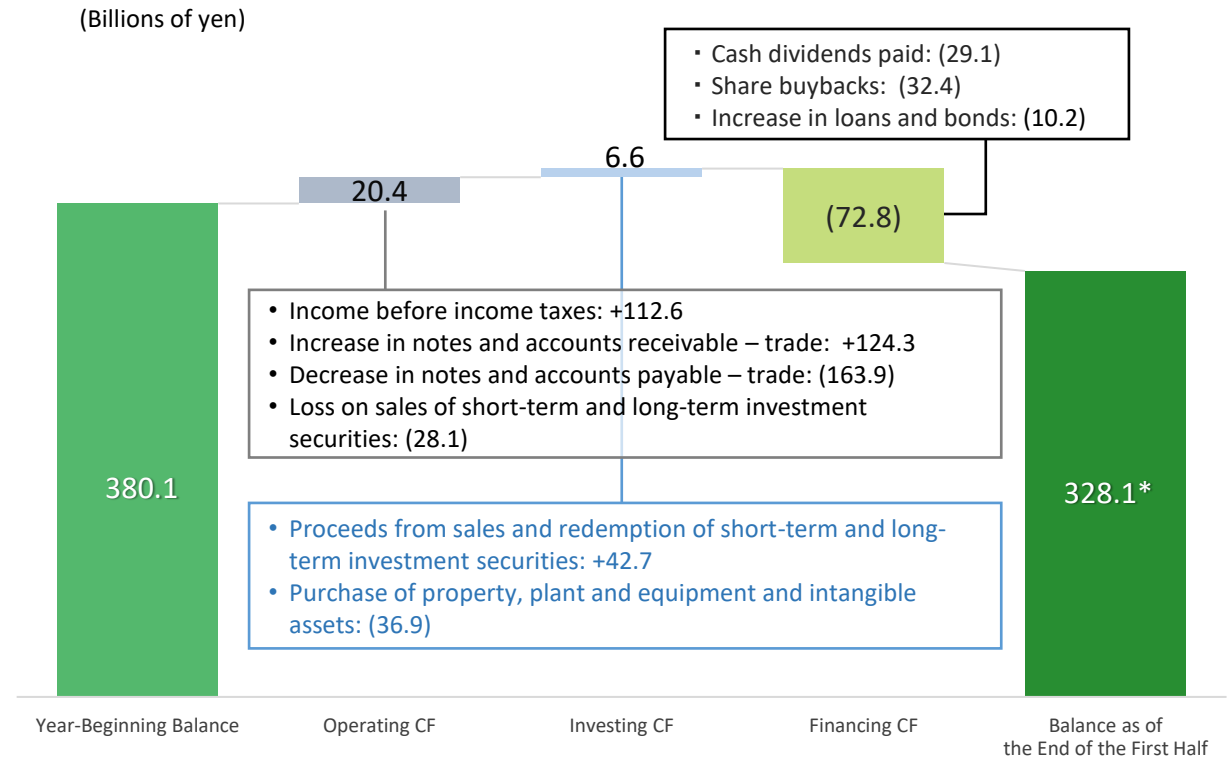 (Billions of yen)
・Cash dividends paid: (29.1)
・Share buybacks:  (32.4)
・Increase in loans and bonds: (10.2)
6.6
20.4
(72.8)
• Income before income taxes: +112.6
• Increase in notes and accounts receivable – trade:  +124.3
• Decrease in notes and accounts payable – trade: (163.9)
• Loss on sales of short-term and long-term investment
securities: (28.1)
380.1
328.1*
• Proceeds from sales and redemption of short-term and long-
term investment securities: +42.7
• Purchase of property, plant and equipment and intangible
assets: (36.9)
Year-Beginning Balance
Operating CF
Investing CF
Financing CF
Balance as of
the End of the First Half